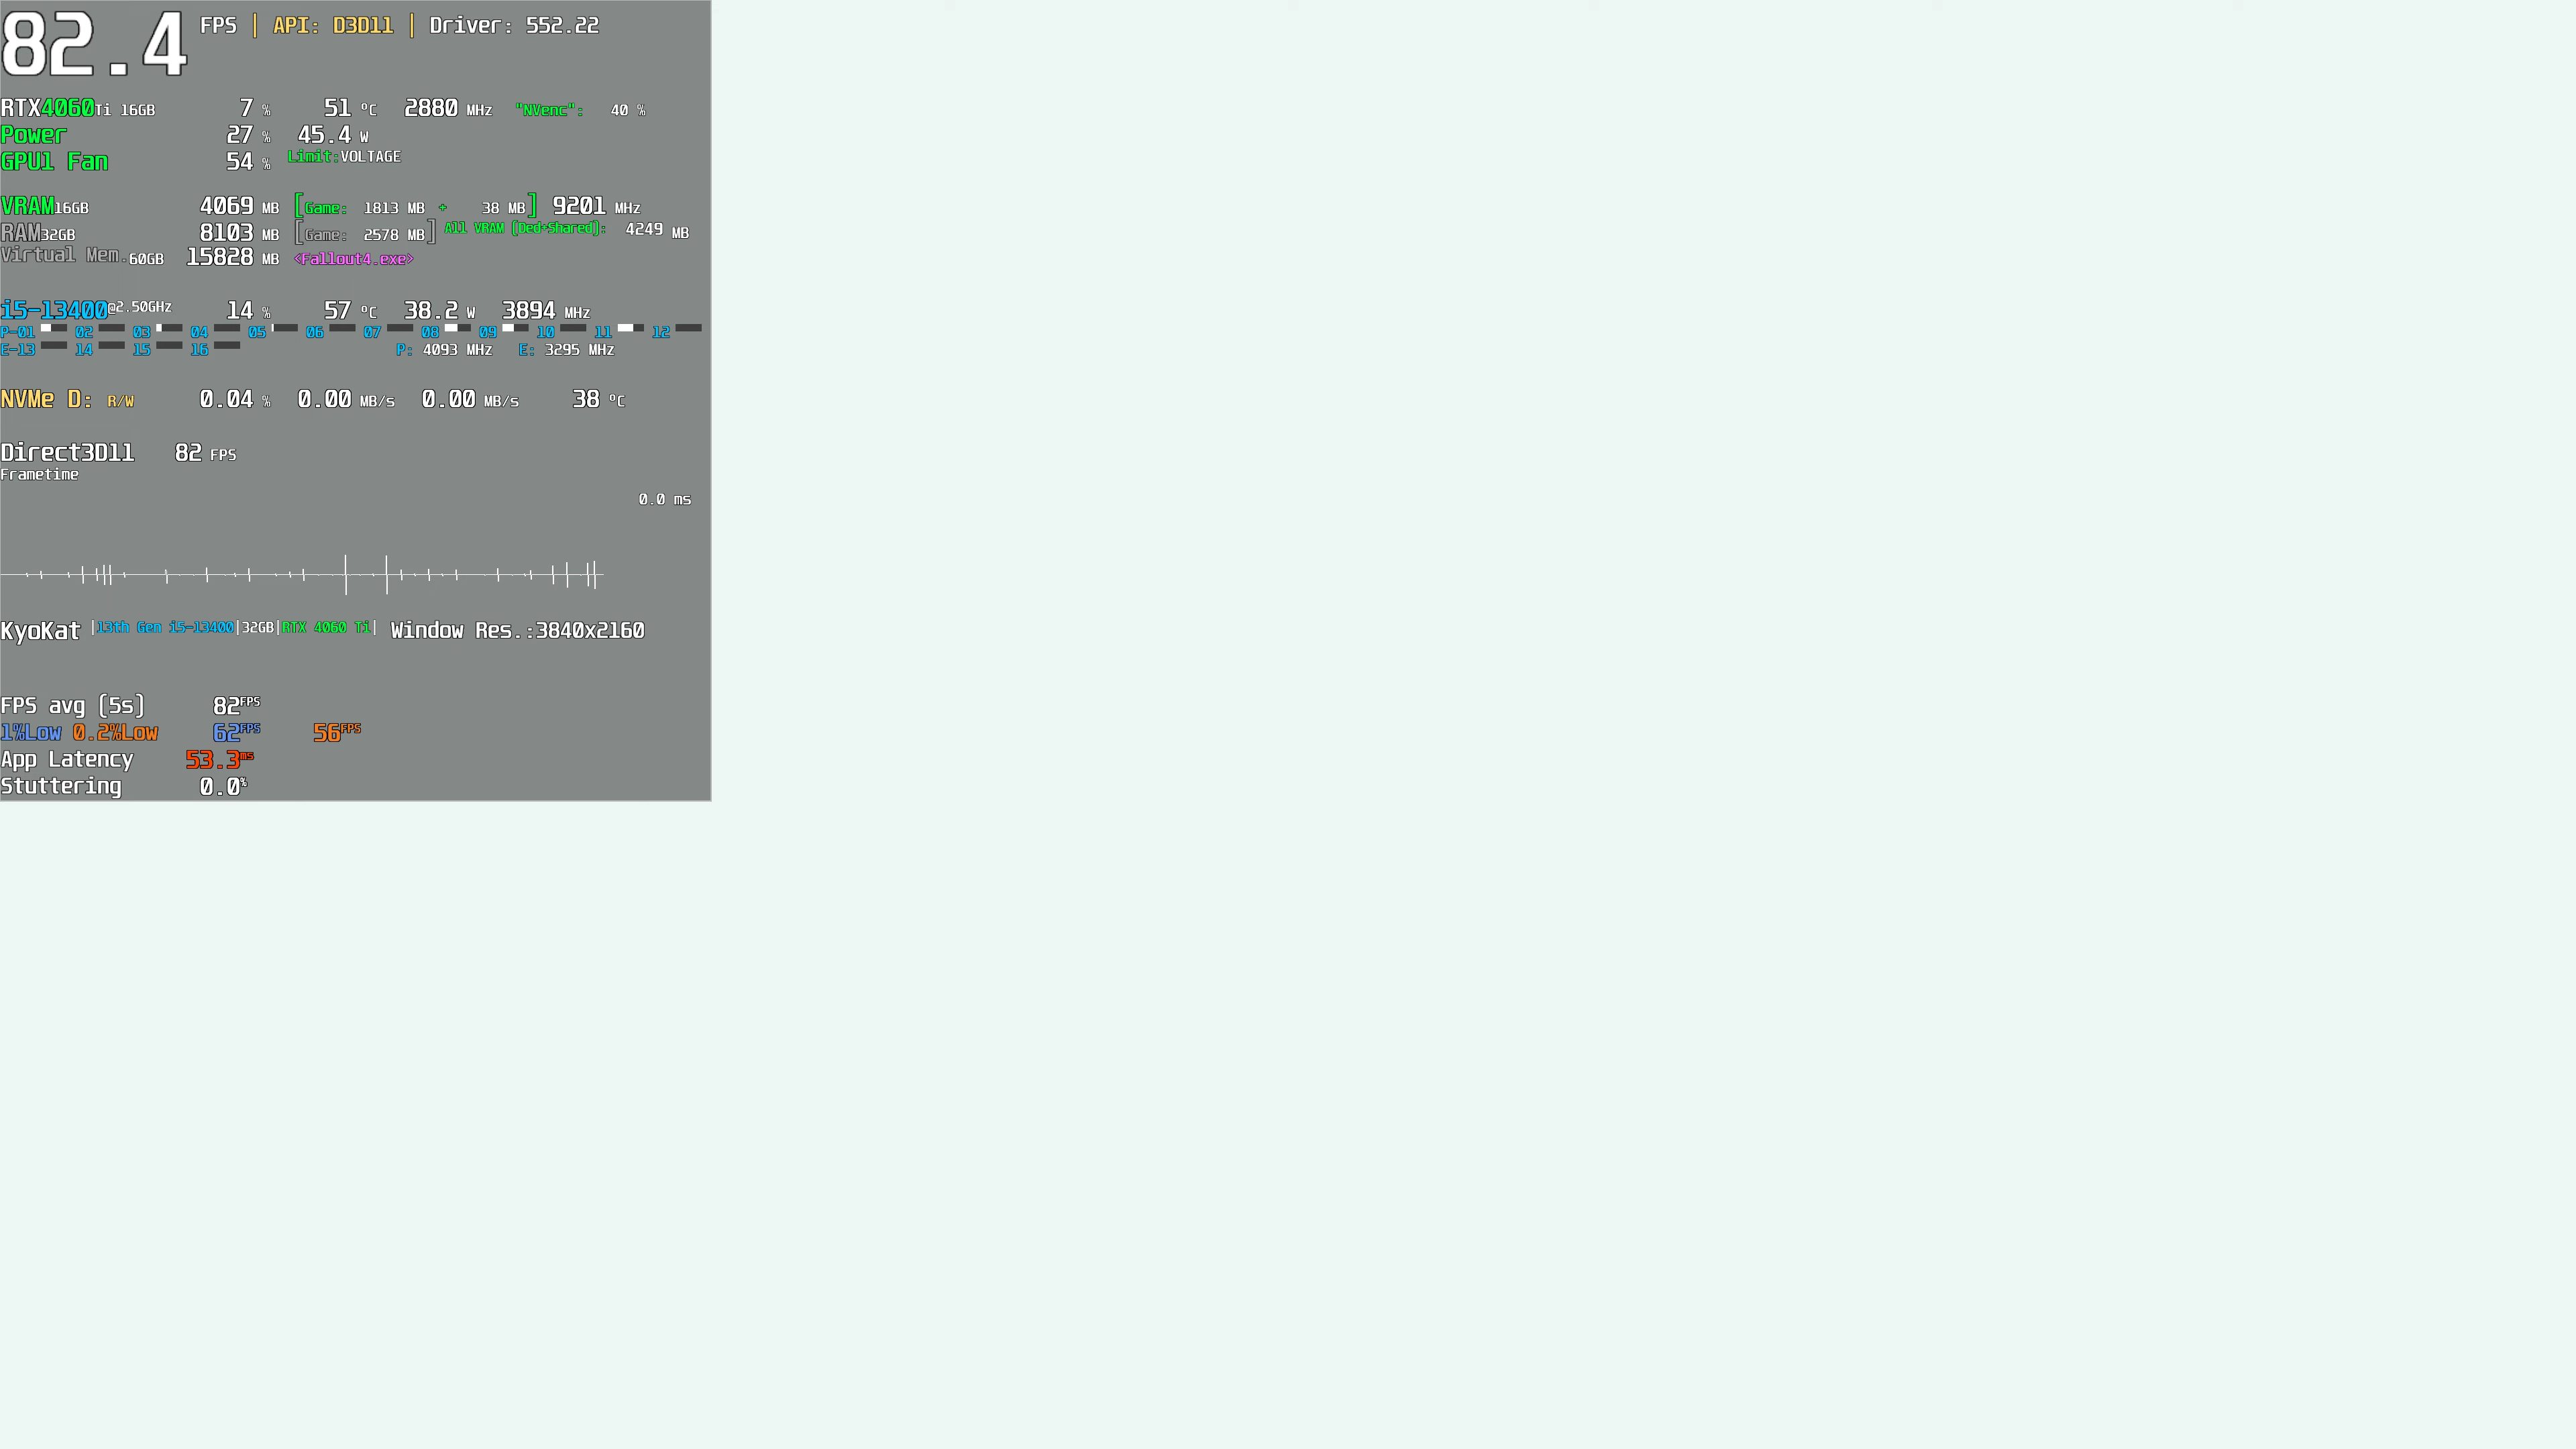 82.4 FPS | API: D3D11 | Driver: 552.22
RTX4060Ti 16GB 7 % 51 °C 2880 MHz "NVenc": 40 %
Power 27 % 45.4 W
GPU1 Fan 54 % Limit:VOLTAGE
VRAM16GB 4069 MB [Game: 1813 MB + 38 MB] 9201 MHz
RAM32GB 8103 MB [Game: 2578 MB] All VRAM (Ded+Shared): 4249 MB
Virtual Mem.60GB 15828 MB <Fallout4.exe>
i5-13400@2.50GHz 14 % 57 °C 38.2 W 3894 MHz
P-01 02 03 04 05 06 07 08 09 10 11 12
E-13 14 15 16 P: 4093 MHz E: 3295 MHz
NVMe D: R/W 0.04 % 0.00 MB/s 0.00 MB/s 38 °C
Direct3D11 82 FPS
Frametime
0.0 ms
KyoKat |13th Gen i5-13400|32GB|RTX 4060 Ti| Window Res.:3840x2160
FPS avg (5s) 82FPS
1%Low 0.2%Low 62FPS 56FPS
App Latency 53.3ms
Stuttering 0.0%